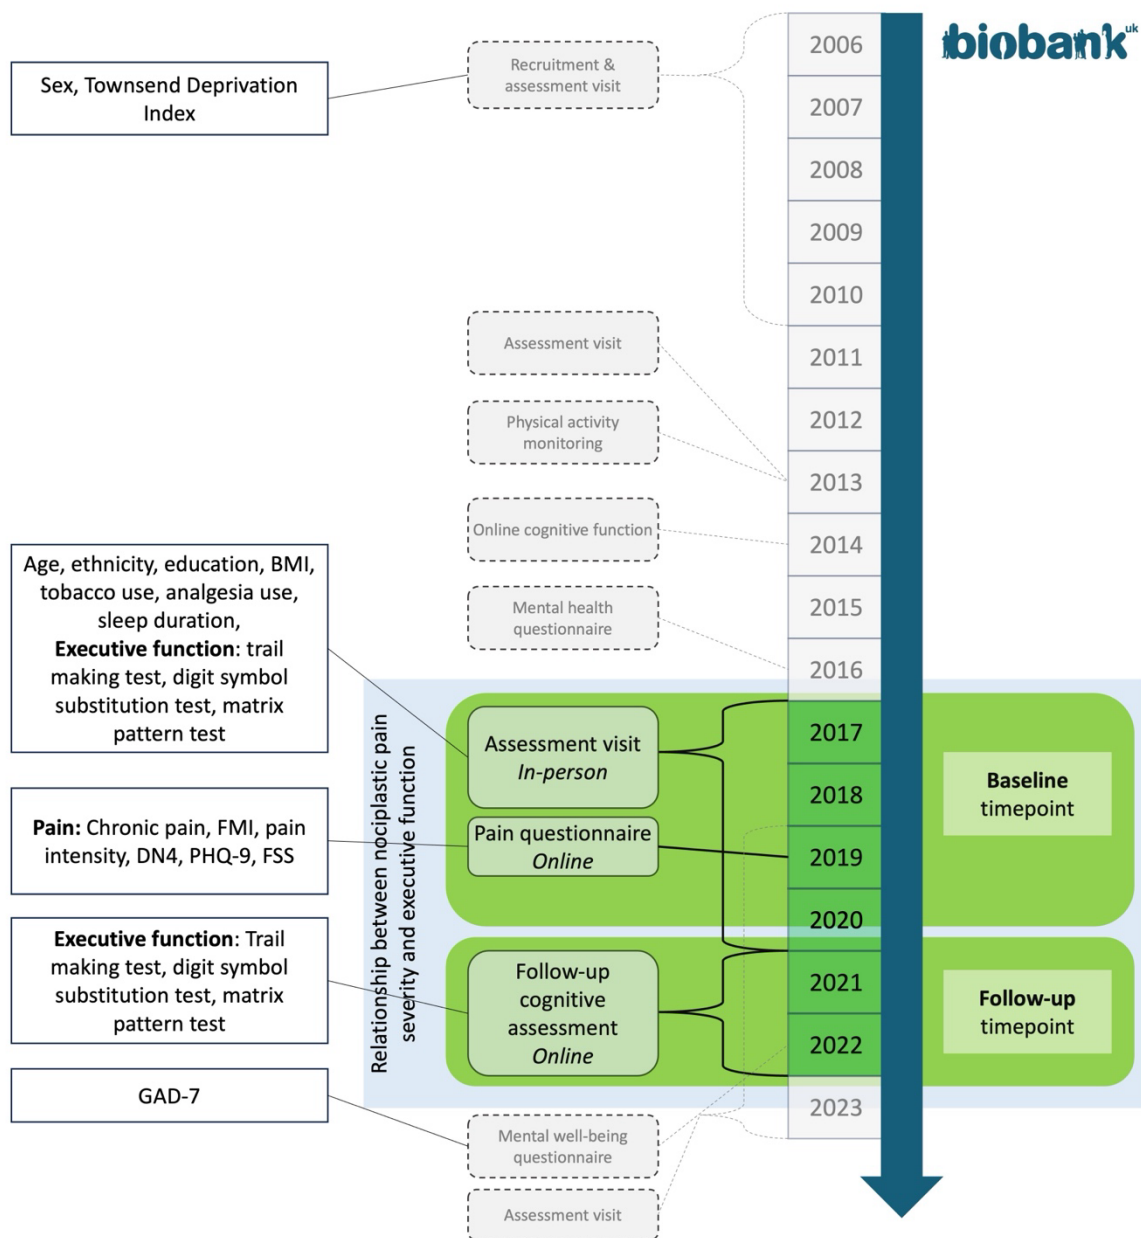 biobank uk
Sex, Townsend Deprivation
Index
Recruitment &
assessment visit
2006
2007
2008
2009
2010
2011
2012
2013
2014
2015
2016
2017
2018
2019
2020
2021
2022
2023
Assessment visit
Physical activity
monitoring
Online cognitive function
Mental health
questionnaire
Age, ethnicity, education, BMI,
tobacco use, analgesia use,
sleep duration,
Executive function: trail
making test, digit symbol
substitution test, matrix
pattern test
Pain: Chronic pain, FMI, pain
intensity, DN4, PHQ-9, FSS
Executive function: Trail
making test, digit symbol
substitution test, matrix
pattern test
GAD-7
Relationship between nociplastic pain
severity and executive function
Assessment visit
In-person
Pain questionnaire
Online
Follow-up
cognitive
assessment
Online
Baseline
timepoint
Follow-up
timepoint
Mental well-being
questionnaire
Assessment visit